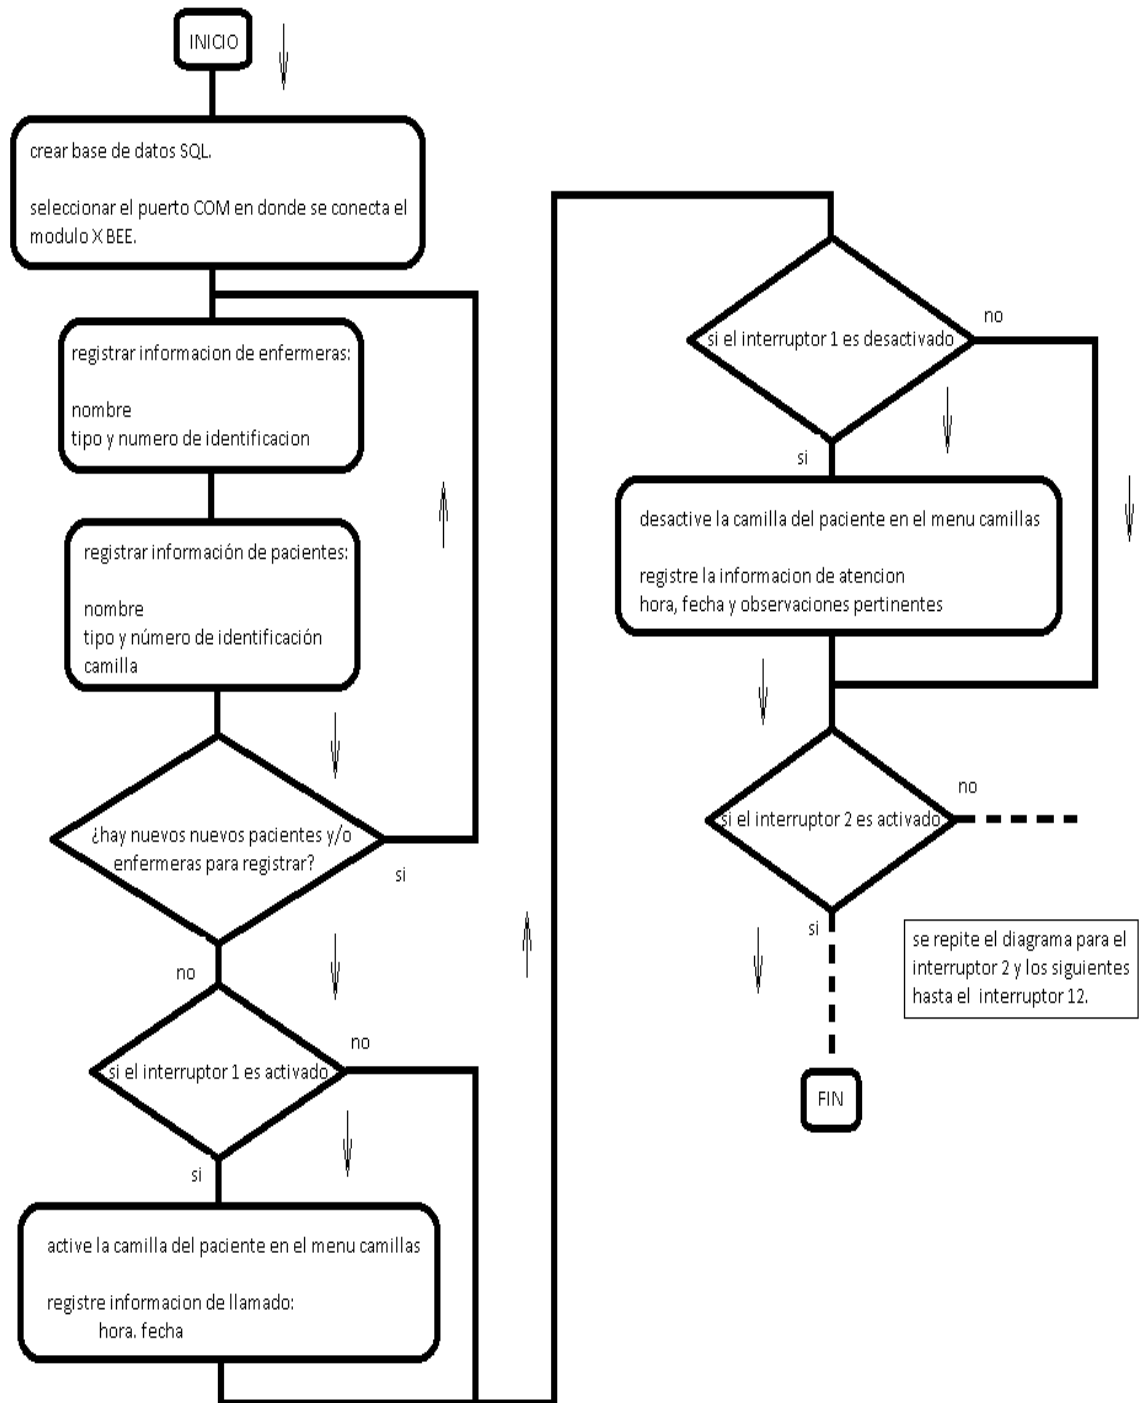 INICIO
crear base de datos SQL.
seleccionar el puerto COM en donde se conecta el
modulo X BEE.
registrar informacion de enfermeras:
nombre
tipo y numero de identificacion
registrar información de pacientes:
nombre
tipo y número de identificación
camilla
¿hay nuevos nuevos pacientes y/o
enfermeras para registrar?
si
no
si el interruptor 1 es activado
no
si
active la camilla del paciente en el menu camillas
registre informacion de llamado:
hora. fecha
si el interruptor 1 es desactivado
no
si
desactive la camilla del paciente en el menu camillas
registre la informacion de atencion
hora, fecha y observaciones pertinentes
si el interruptor 2 es activado
no
si
se repite el diagrama para el
interruptor 2 y los siguientes
hasta el interruptor 12.
FIN